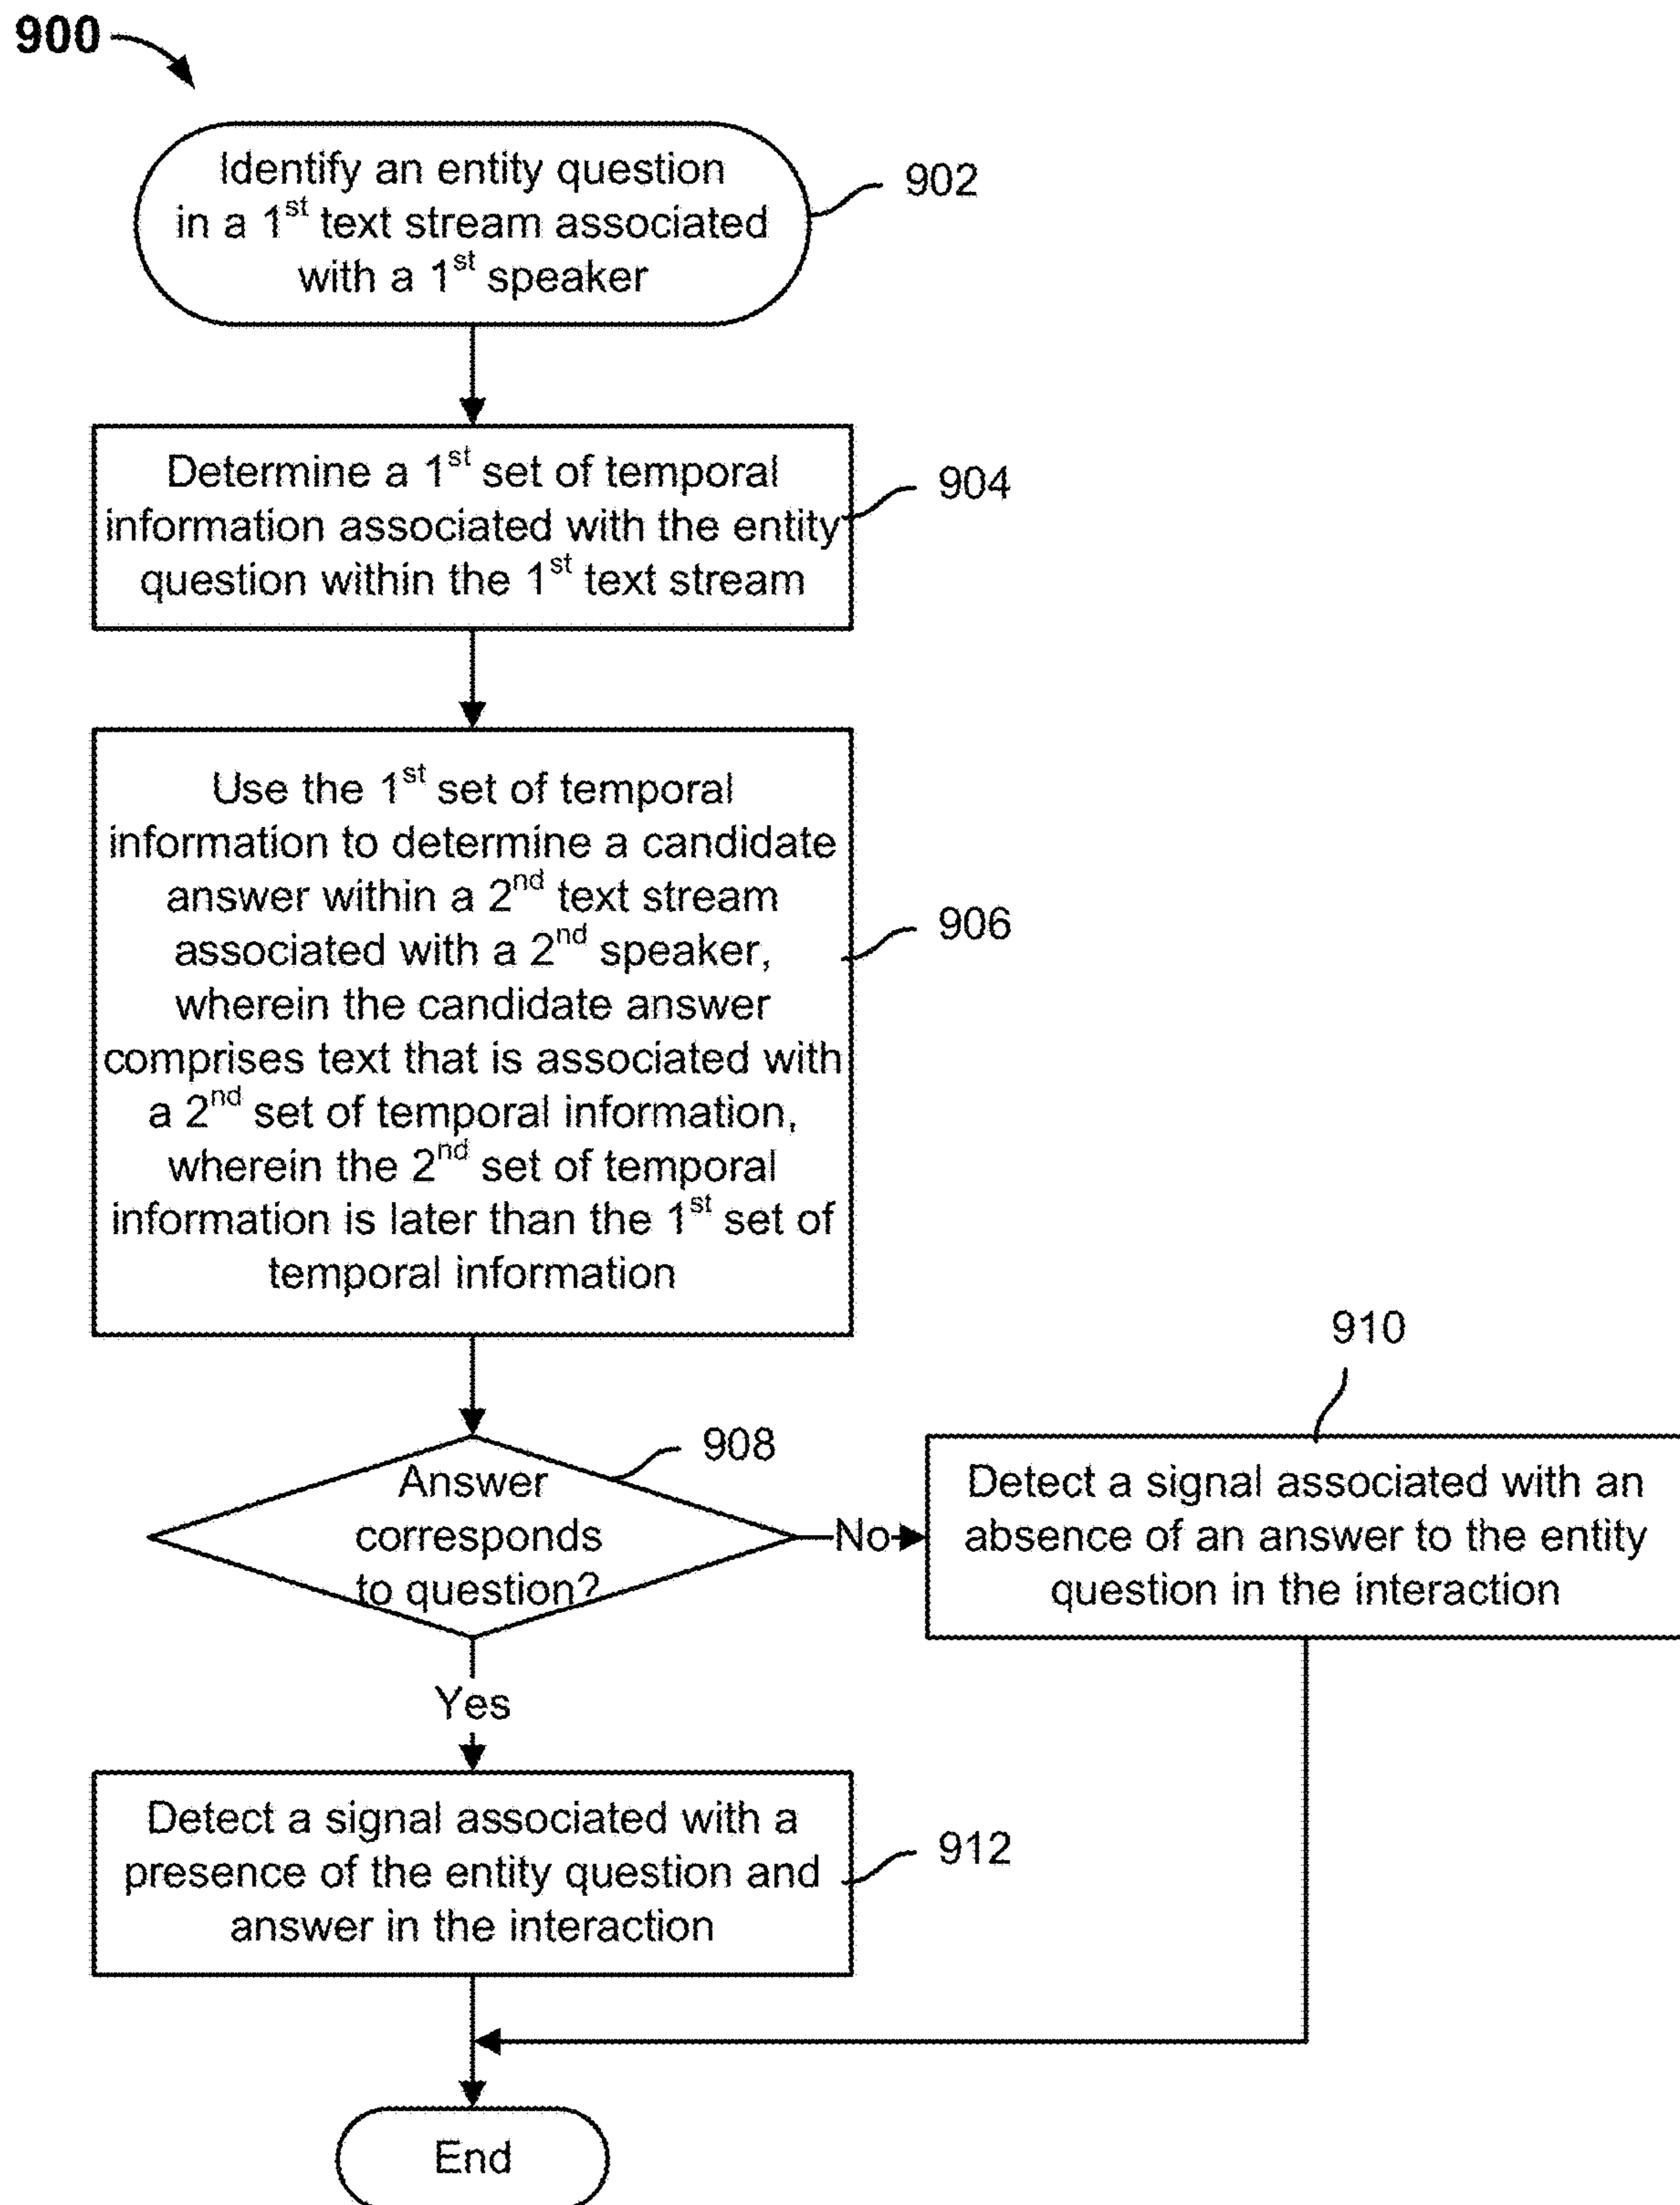 900
Identify an entity question
in a 1st text stream associated
with a 1st speaker
902
Determine a 1st set of temporal
information associated with the entity
question within the 1st text stream
904
Use the 1st set of temporal
information to determine a candidate
answer within a 2nd text stream
associated with a 2nd speaker,
wherein the candidate answer
comprises text that is associated with
a 2nd set of temporal information,
wherein the 2nd set of temporal
information is later than the 1st set of
temporal information
906
Answer
corresponds
to question?
908
No
910
Detect a signal associated with an
absence of an answer to the entity
question in the interaction
Yes
Detect a signal associated with a
presence of the entity question and
answer in the interaction
912
End